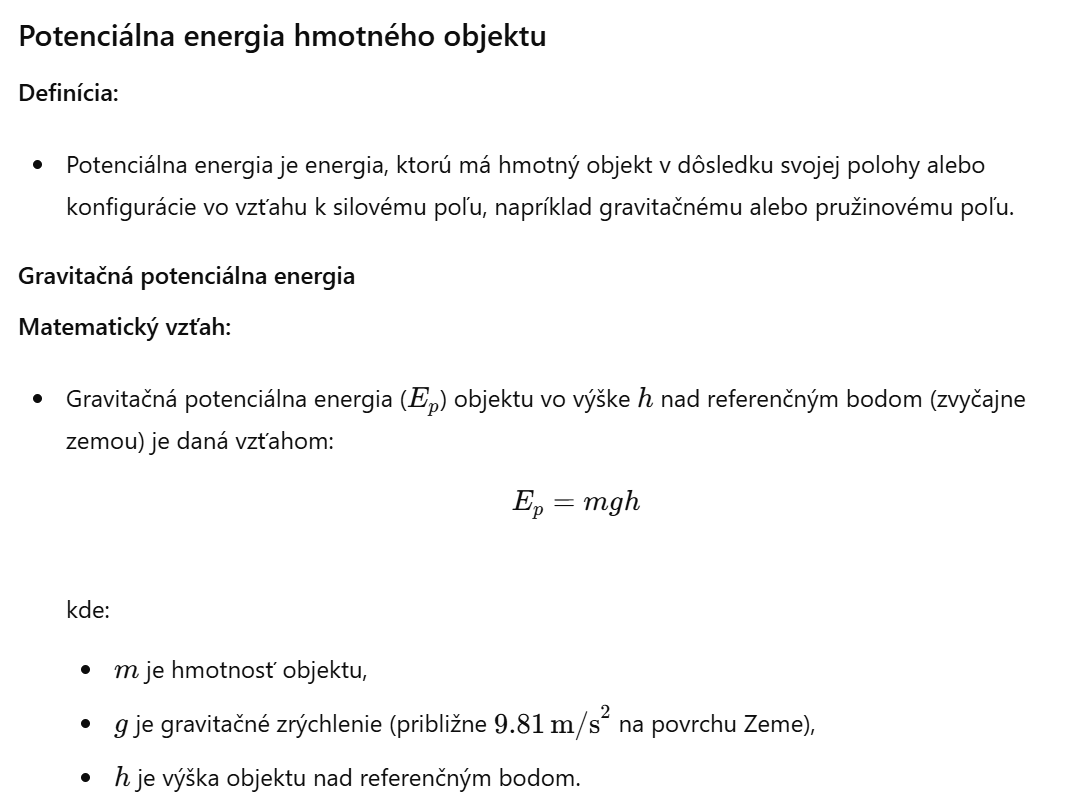 Potenciálna energia hmotného objektu
Definícia:
• Potenciálna energia je energia, ktorú má hmotný objekt v dôsledku svojej polohy alebo
konfigurácie vo vzťahu k silovému poľu, napríklad gravitačnému alebo pružinovému poľu.
Gravitačná potenciálna energia
Matematický vzťah:
• Gravitačná potenciálna energia (E_p) objektu vo výške h nad referenčným bodom (zvyčajne
zemou) je daná vzťahom:
E_p = mgh
kde:
• m je hmotnosť objektu,
• g je gravitačné zrýchlenie (približne 9.81 m/s² na povrchu Zeme),
• h je výška objektu nad referenčným bodom.